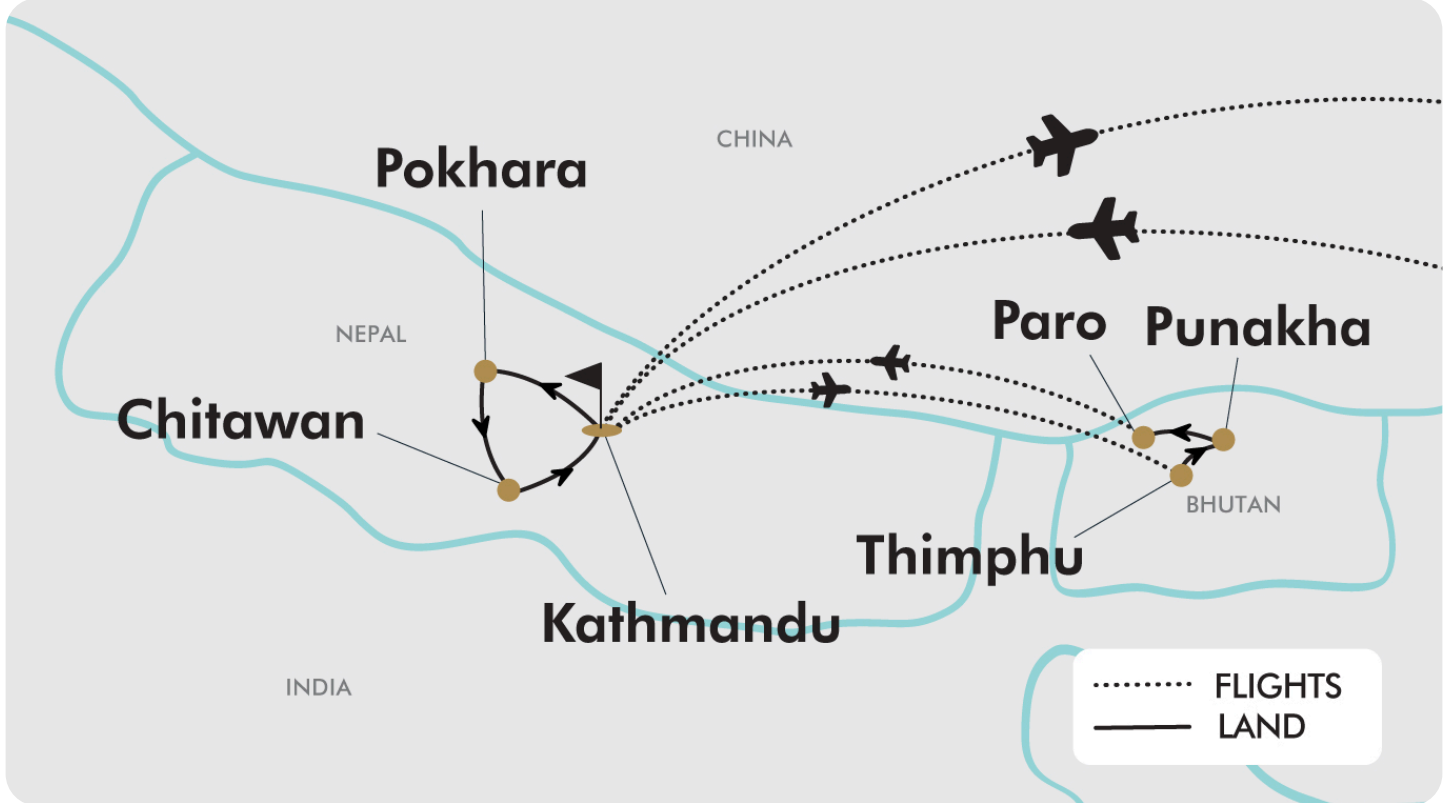 CHINA
Pokhara
Paro
Punakha
NEPAL
Chitawan
BHUTAN
Thimphu
Kathmandu
INDIA
FLIGHTS
LAND